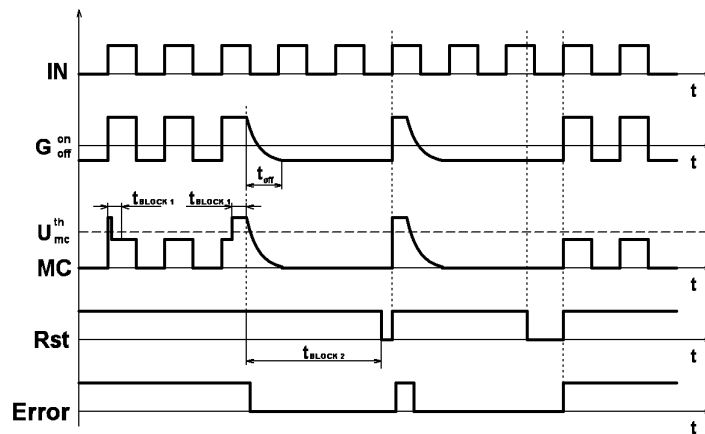 IN
t
G on off
t
t off
t BLOCK 1
t BLOCK 1
U th mc
MC
t
Rst
t BLOCK 2
t
Error
t